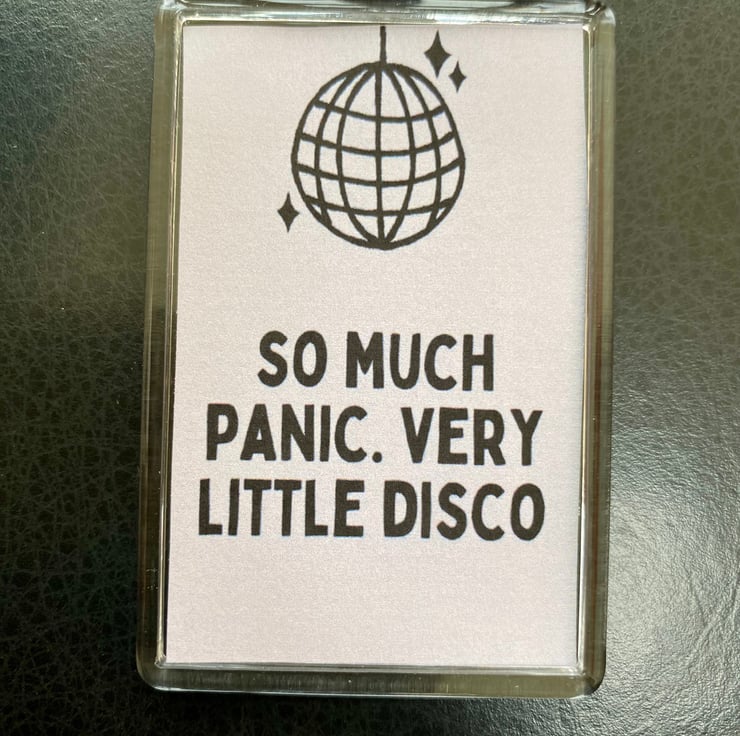 SO MUCH
PANIC. VERY
LITTLE DISCO